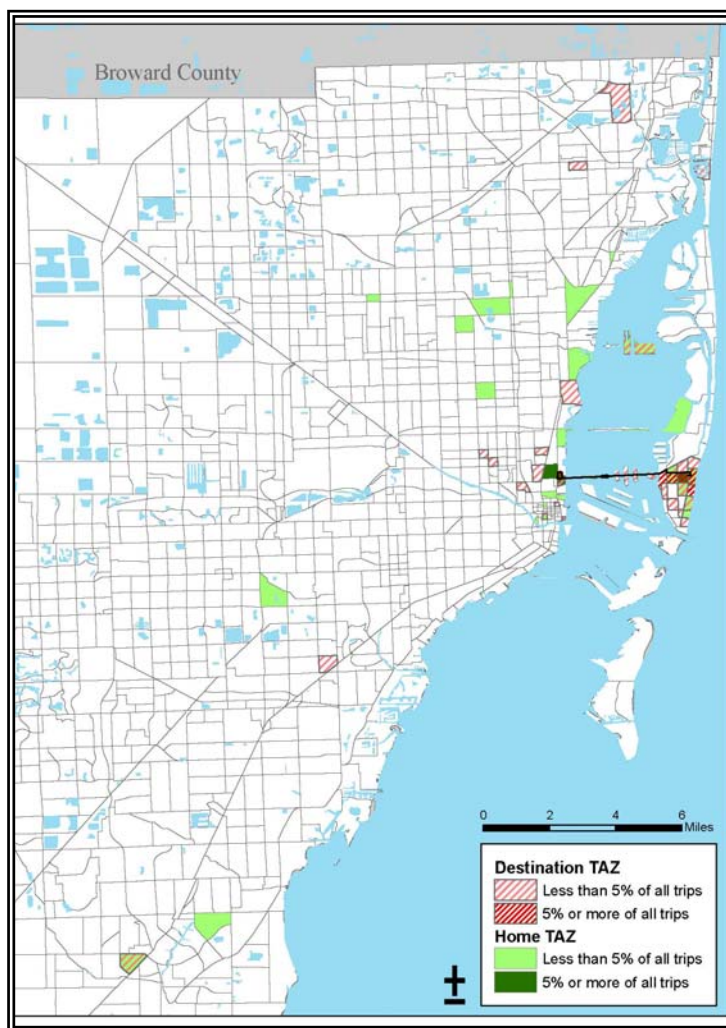 Broward County
0 2 4 6
Miles
Destination TAZ
Less than 5% of all trips
5% or more of all trips
Home TAZ
Less than 5% of all trips
5% or more of all trips